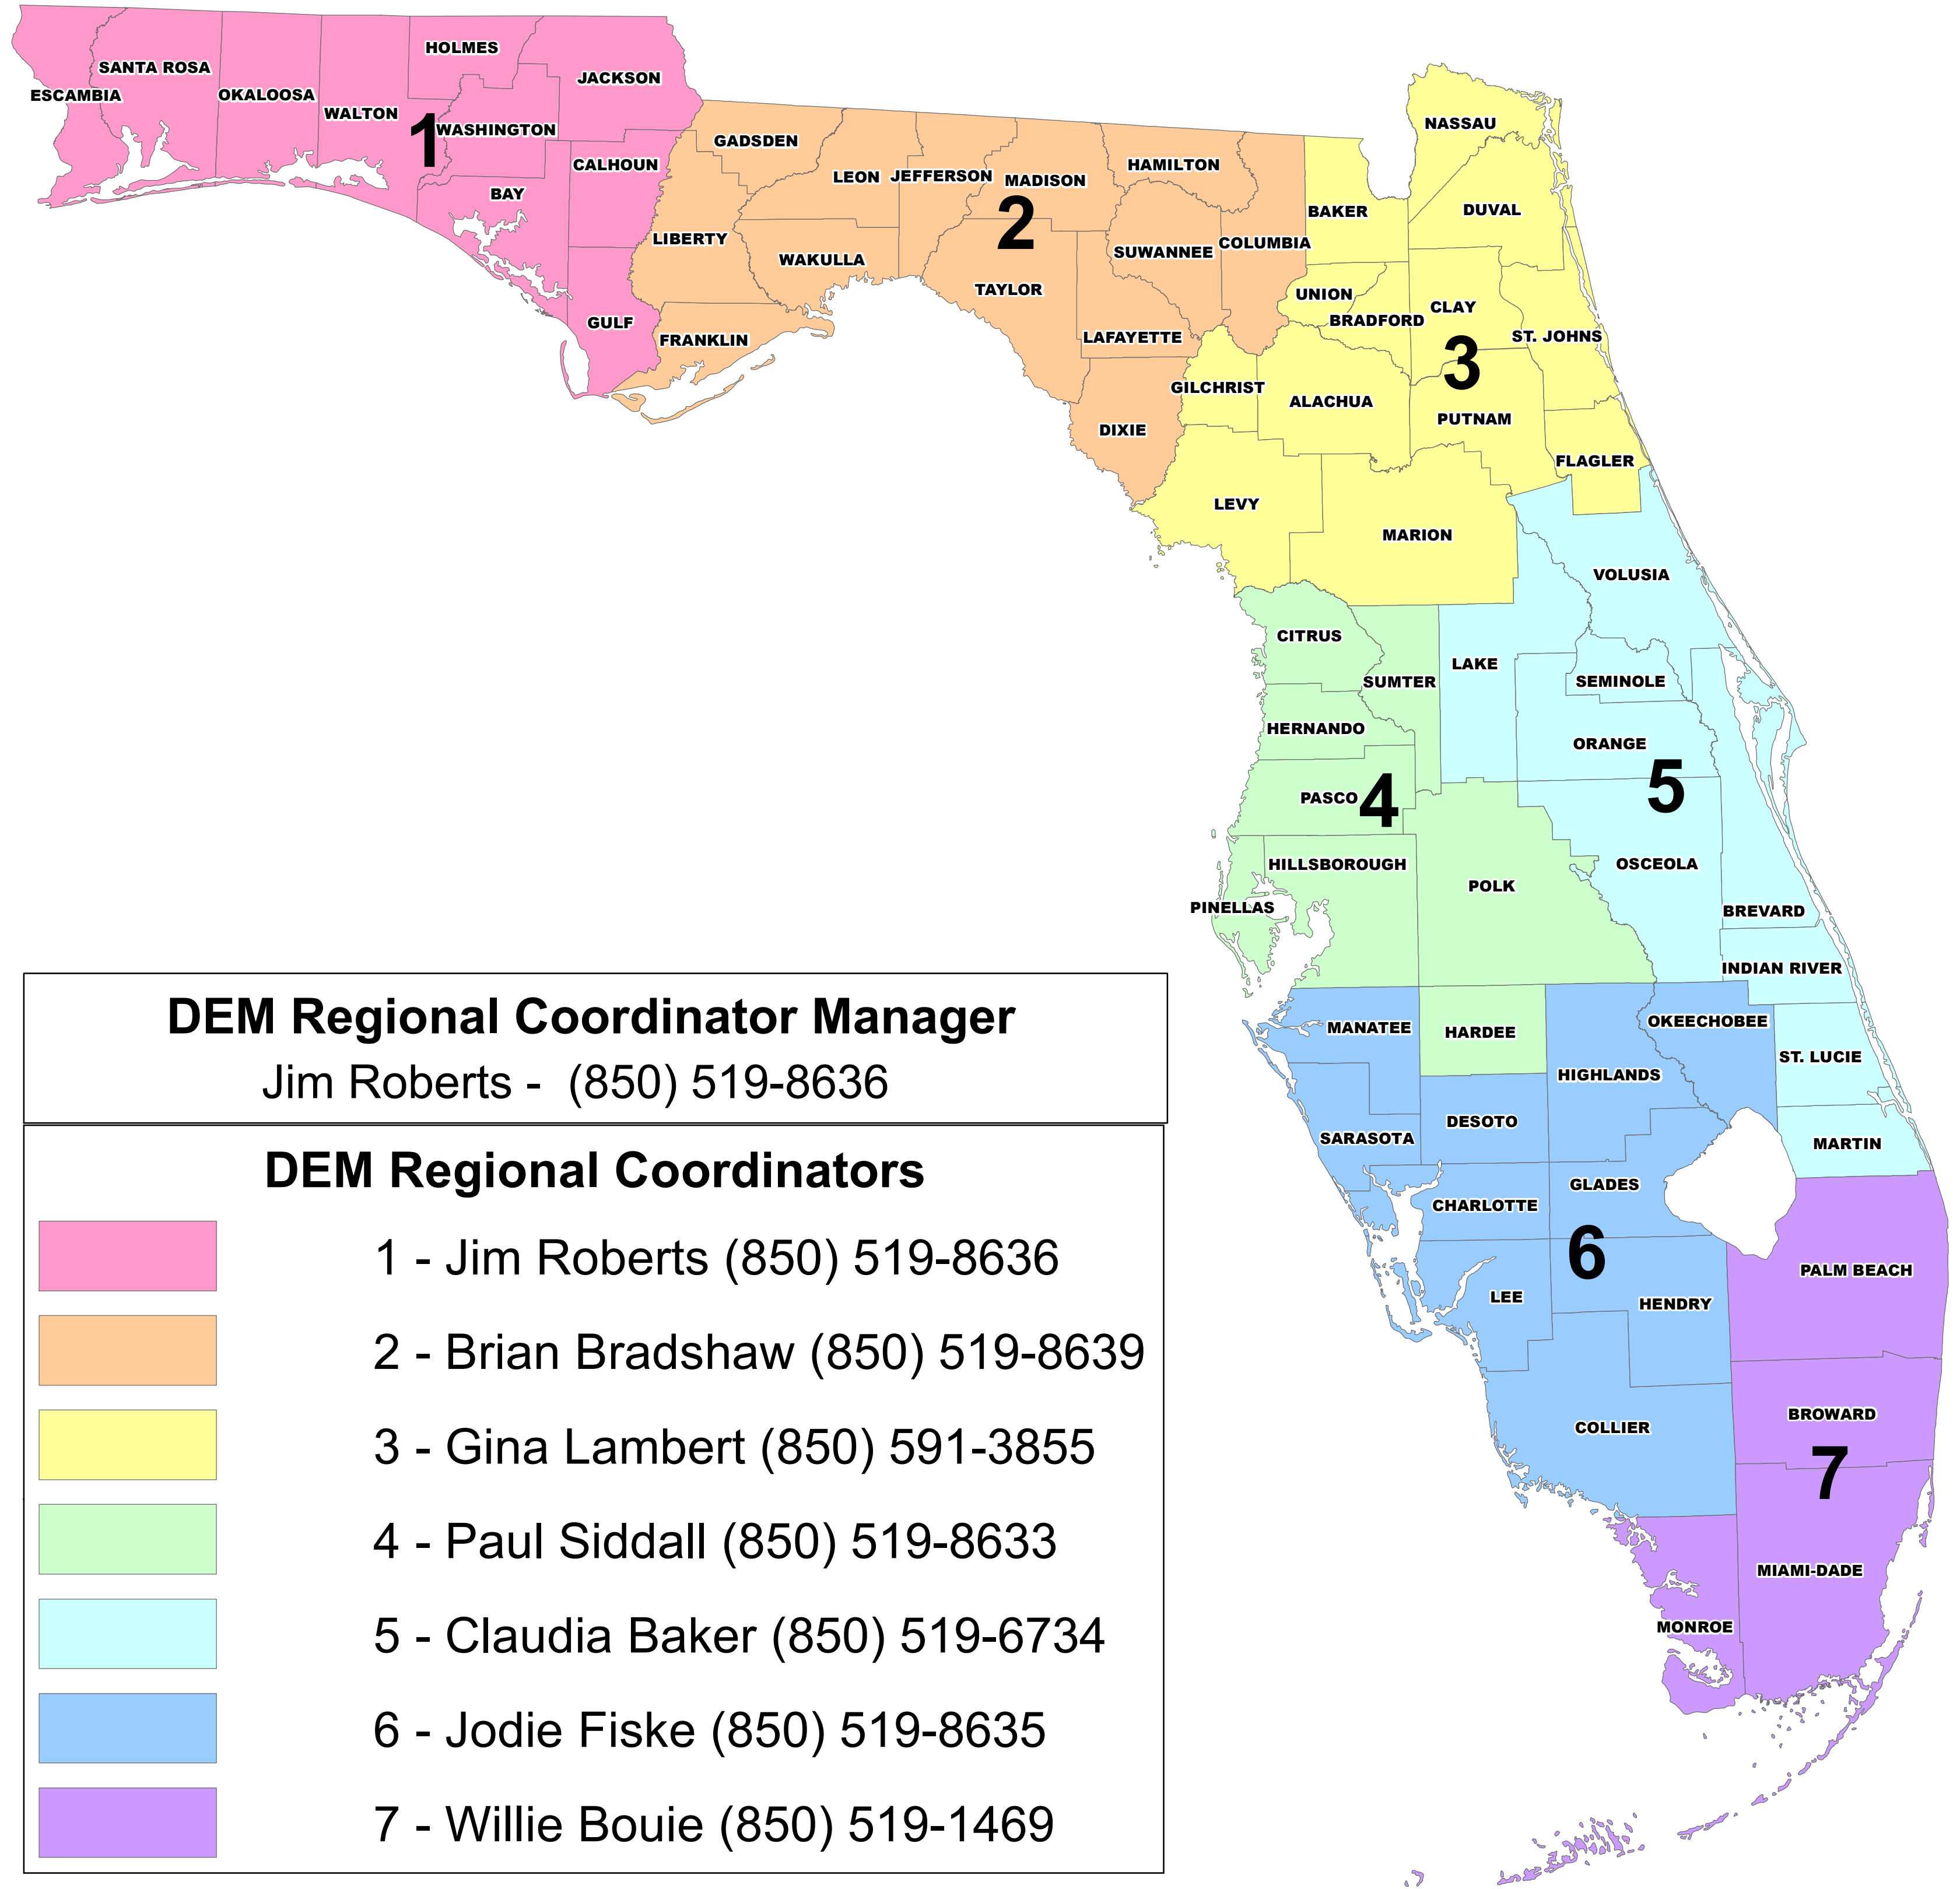 HOLMES
SANTA ROSA
JACKSON
ESCAMBIA
OKALOOSA
WALTON
1
WASHINGTON
CALHOUN
BAY
GULF
GADSDEN
LEON
JEFFERSON
MADISON
HAMILTON
2
LIBERTY
WAKULLA
SUWANNEE
COLUMBIA
TAYLOR
FRANKLIN
LAFAYETTE
DIXIE
NASSAU
BAKER
DUVAL
UNION
BRADFORD
CLAY
ST. JOHNS
3
GILCHRIST
ALACHUA
PUTNAM
FLAGLER
LEVY
MARION
VOLUSIA
CITRUS
LAKE
SUMTER
SEMINOLE
HERNANDO
ORANGE
5
PASCO
4
HILLSBOROUGH
OSCEOLA
POLK
PINELLAS
BREVARD
INDIAN RIVER
MANATEE
HARDEE
OKEECHOBEE
ST. LUCIE
HIGHLANDS
DESOTO
SARASOTA
MARTIN
GLADES
CHARLOTTE
6
PALM BEACH
LEE
HENDRY
BROWARD
COLLIER
7
MIAMI-DADE
MONROE
DEM Regional Coordinator Manager
Jim Roberts - (850) 519-8636
DEM Regional Coordinators
1 - Jim Roberts (850) 519-8636
2 - Brian Bradshaw (850) 519-8639
3 - Gina Lambert (850) 591-3855
4 - Paul Siddall (850) 519-8633
5 - Claudia Baker (850) 519-6734
6 - Jodie Fiske (850) 519-8635
7 - Willie Bouie (850) 519-1469